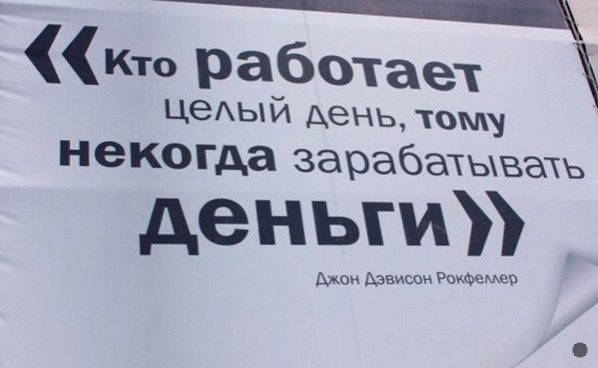 «Кто работает
целый день, тому
некогда зарабатывать
деньги»
Джон Дэвисон Рокфеллер